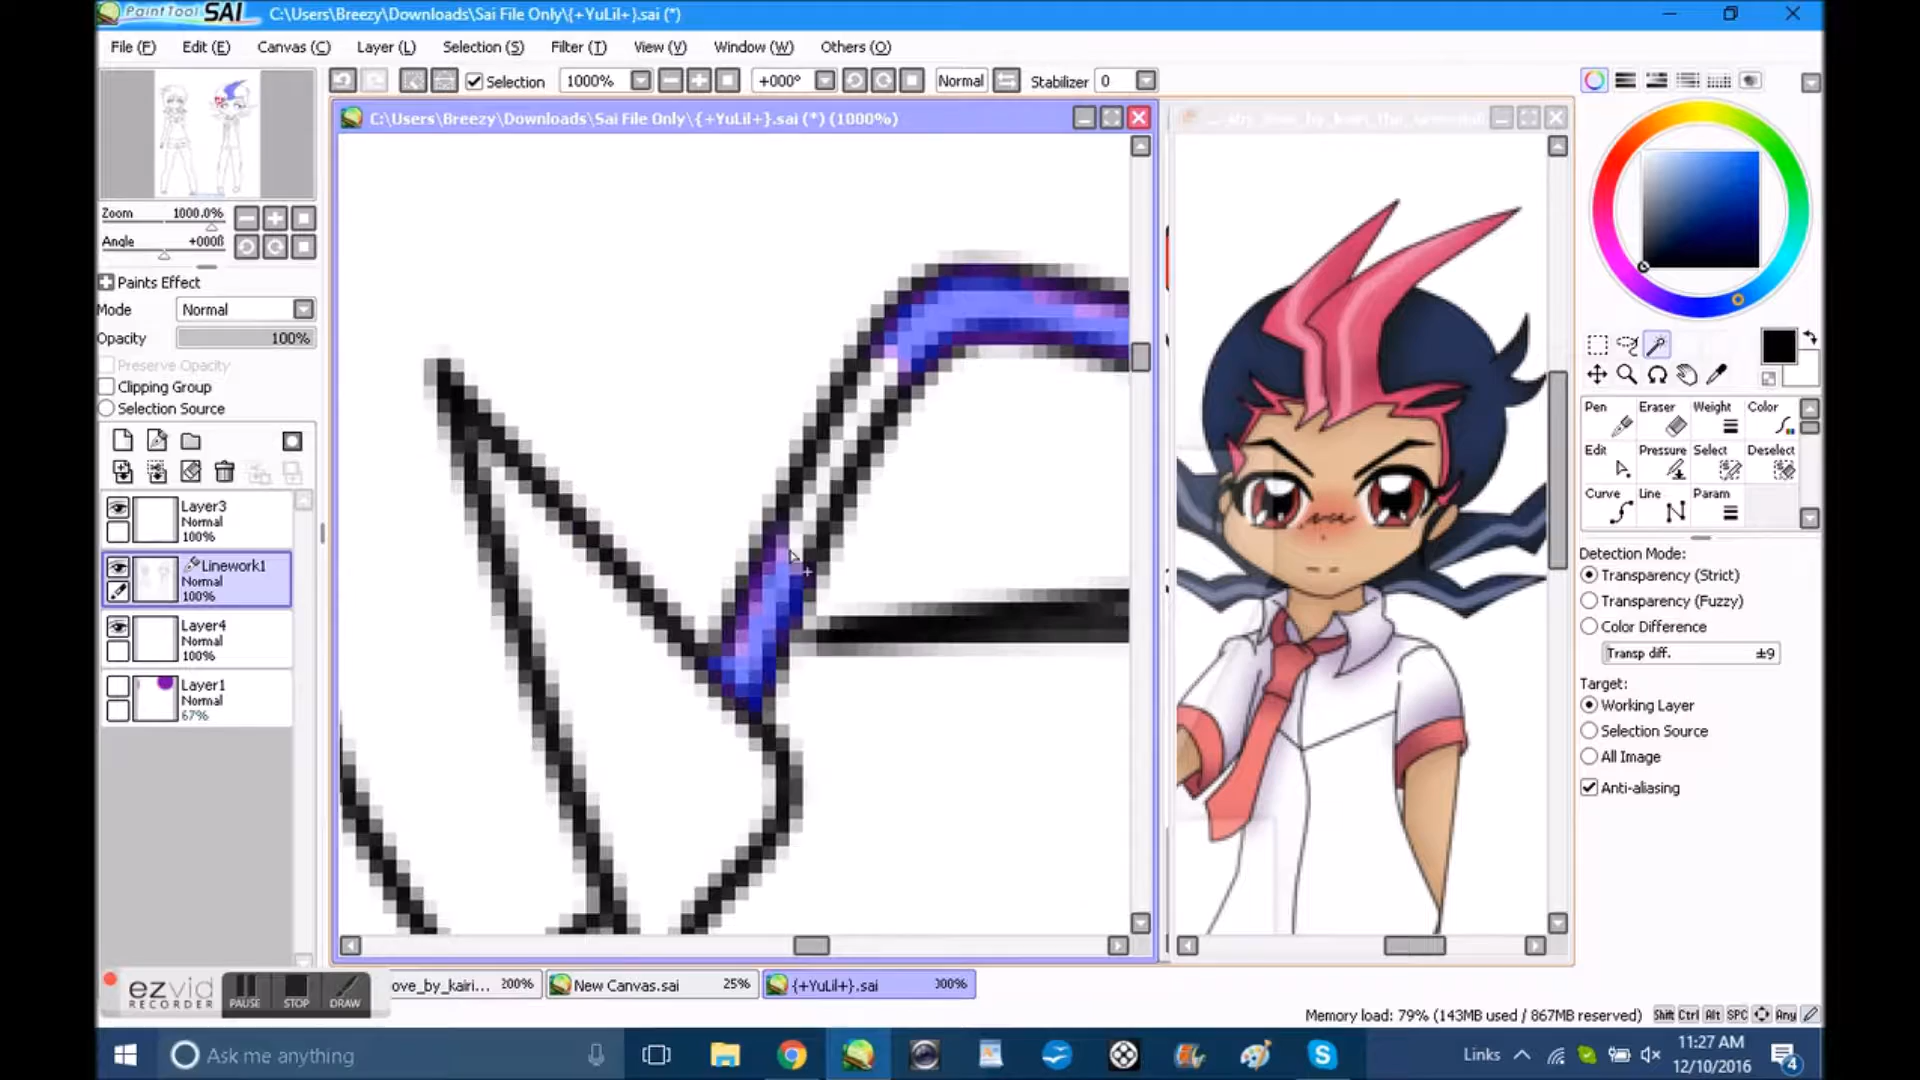 PaintTool SAI C:\Users\Breezy\Downloads\Sai File Only\{+YuLil+}.sai (*)
File (F) Edit (E) Canvas (C) Layer (L) Selection (S) Filter (T) View (V) Window (W) Others (O)
Selection 1000% +000° Normal Stabilizer 0
C:\Users\Breezy\Downloads\Sai File Only\{+YuLil+}.sai (*) (1000%)
Zoom 1000.0%
Angle +000ß
Paints Effect
Mode Normal
Opacity 100%
Preserve Opacity
Clipping Group
Selection Source
Layer3
Normal
100%
Linework1
Normal
100%
Layer4
Normal
100%
Layer1
Normal
67%
Pen Eraser Weight Color
Edit Pressure Select Deselect
Curve Line Param
Detection Mode:
Transparency (Strict)
Transparency (Fuzzy)
Color Difference
Transp diff. ±9
Target:
Working Layer
Selection Source
All Image
Anti-aliasing
ezvid
RECORDER
PAUSE STOP DRAW
ove_by_kairi... 200% New Canvas.sai 25% {+YuLil+}.sai 300%
Memory load: 79% (143MB used / 867MB reserved) Shift Ctrl Alt SPC Any
Ask me anything
Links 11:27 AM
12/10/2016
4